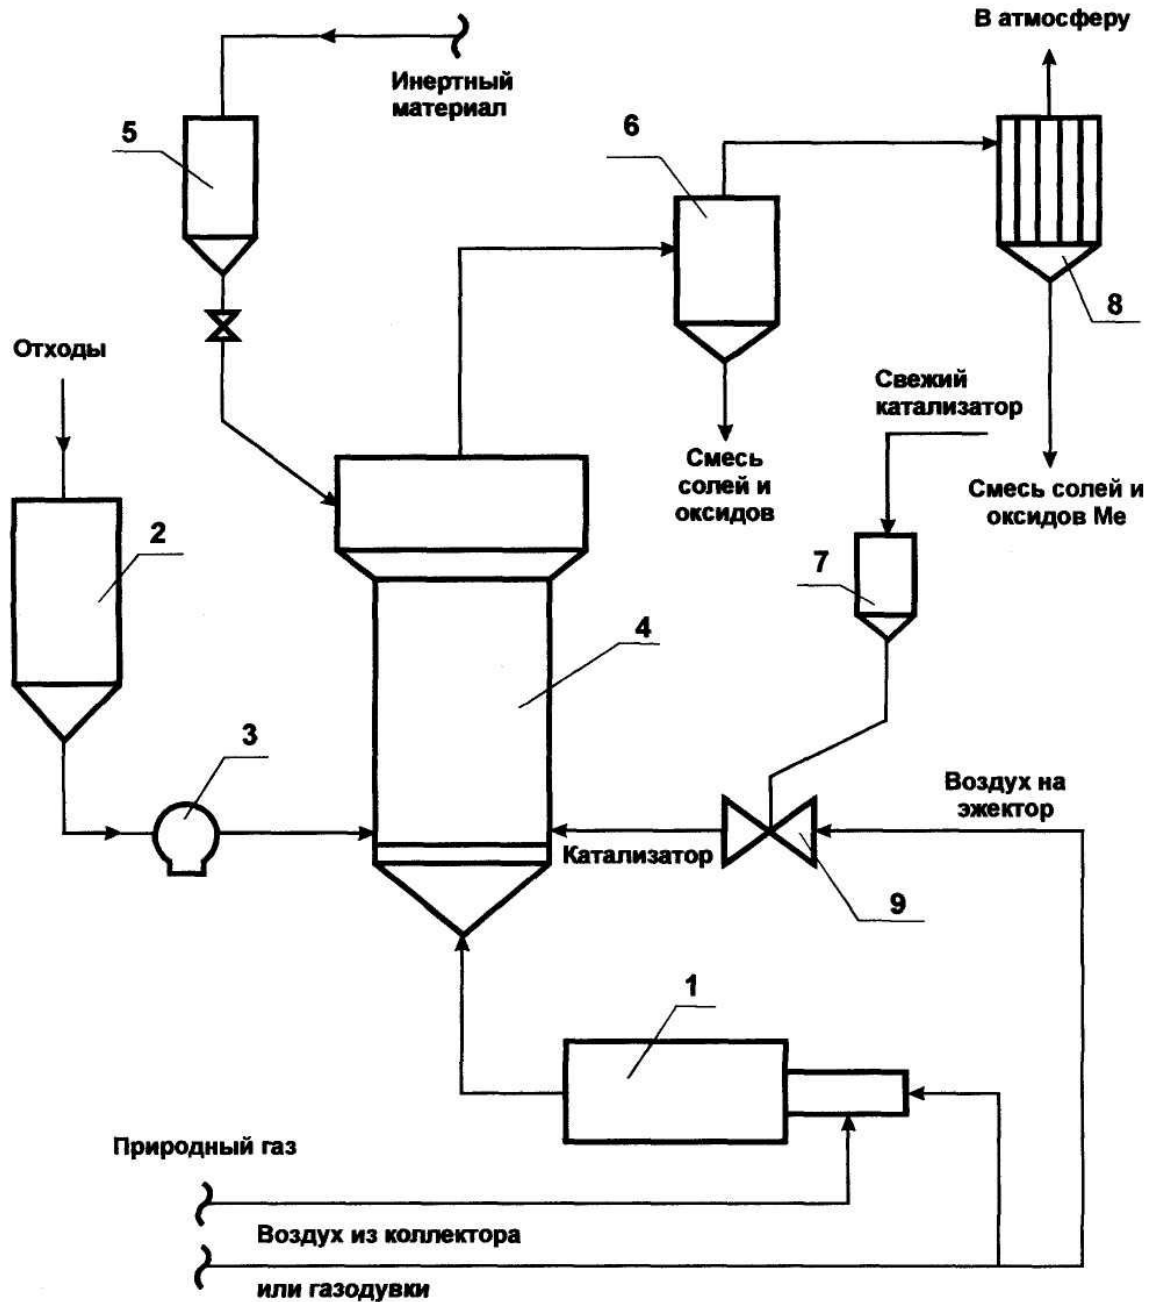 В атмосферу
Инертный
материал
5
6
8
Отходы
Свежий
катализатор
Смесь
солей и
оксидов
Смесь солей и
оксидов Ме
2
7
4
3
Воздух на
эжектор
Катализатор
9
1
Природный газ
Воздух из коллектора
или газодувки